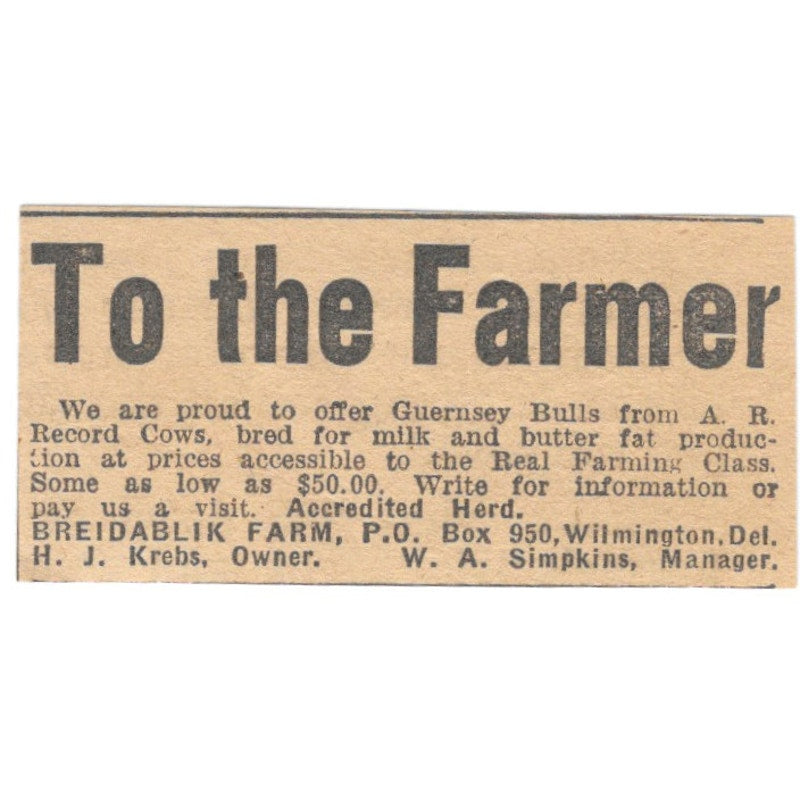 To the Farmer
We are proud to offer Guernsey Bulls from A. R.
Record Cows, bred for milk and butter fat produc-
tion at prices accessible to the Real Farming Class.
Some as low as $50.00. Write for information or
pay us a visit. Accredited Herd.
BREIDABLIK FARM, P.O. Box 950, Wilmington, Del.
H. J. Krebs, Owner. W. A. Simpkins, Manager.